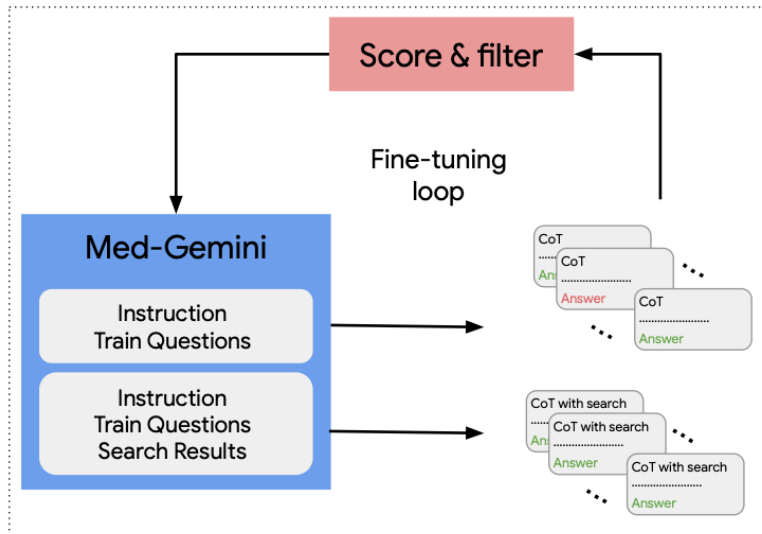 Score & filter
Fine-tuning
loop
Med-Gemini
Instruction
Train Questions
Instruction
Train Questions
Search Results
CoT
CoT
Answer
CoT
Answer
CoT with search
CoT with search
Answer
CoT with search
Answer